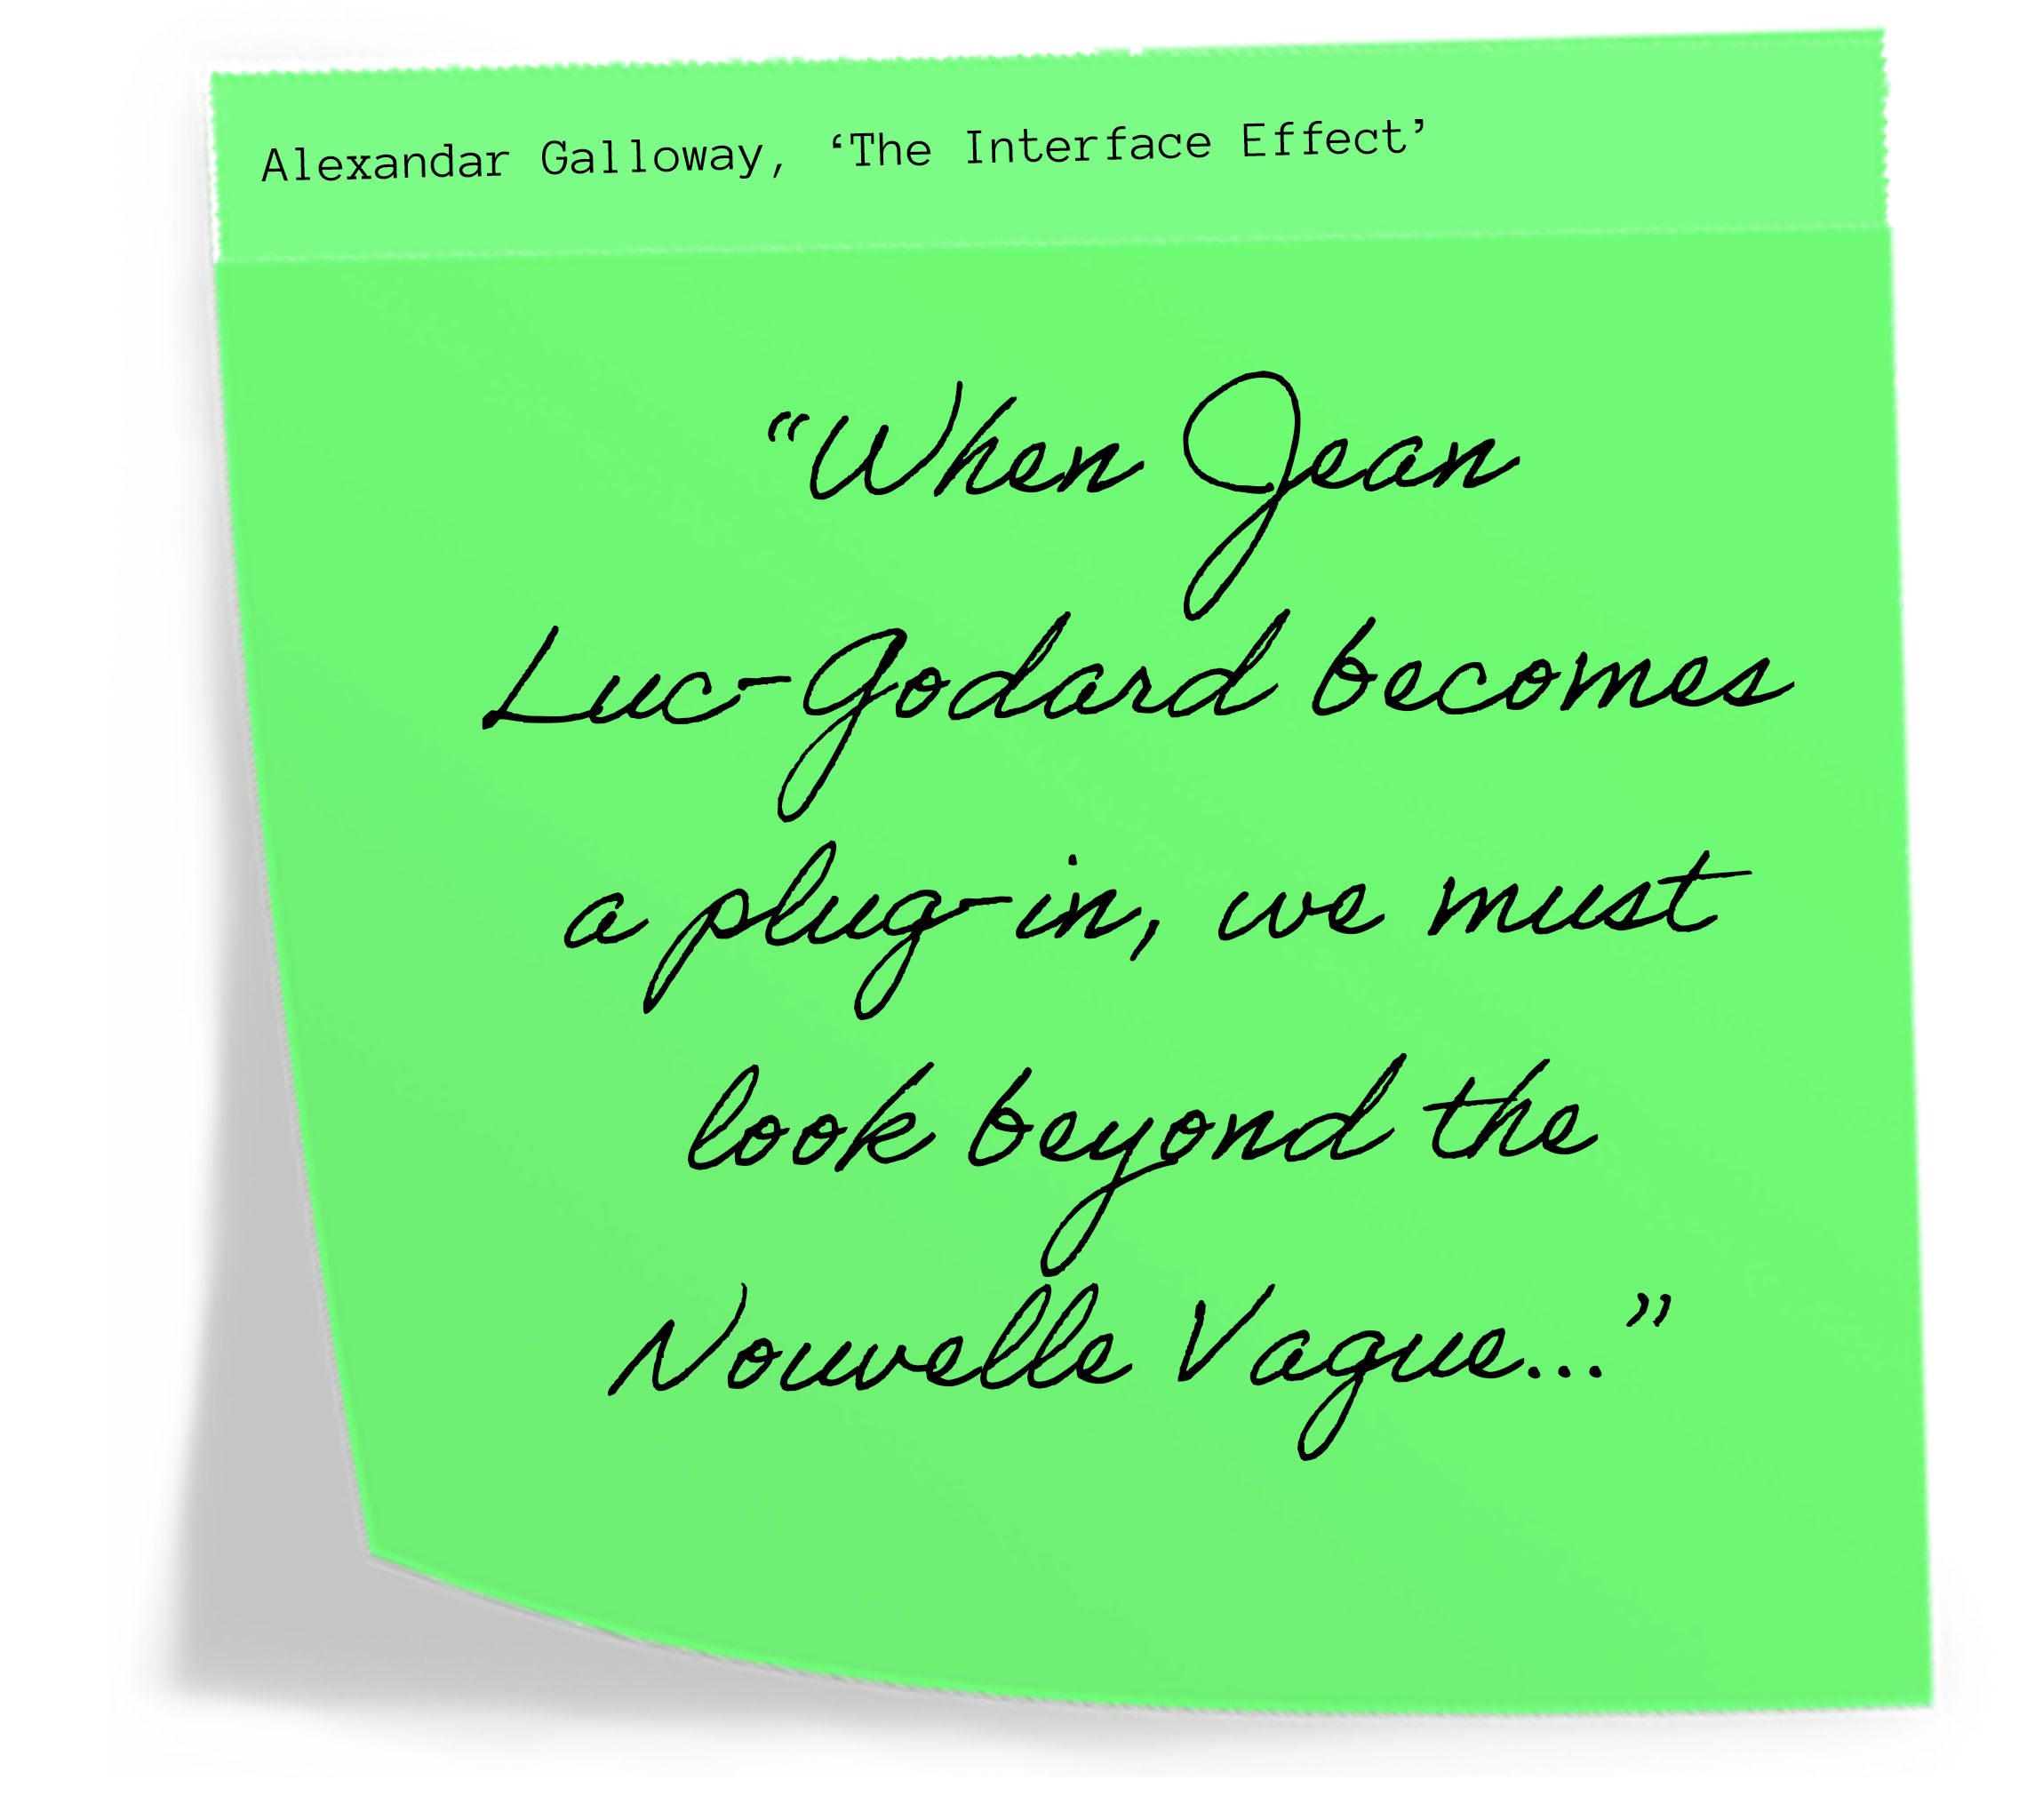 Alexandar Galloway, ‘The Interface Effect’
“When Jean
Luc-Godard becomes
a plug-in, we must
look beyond the
Nouvelle Vague...”